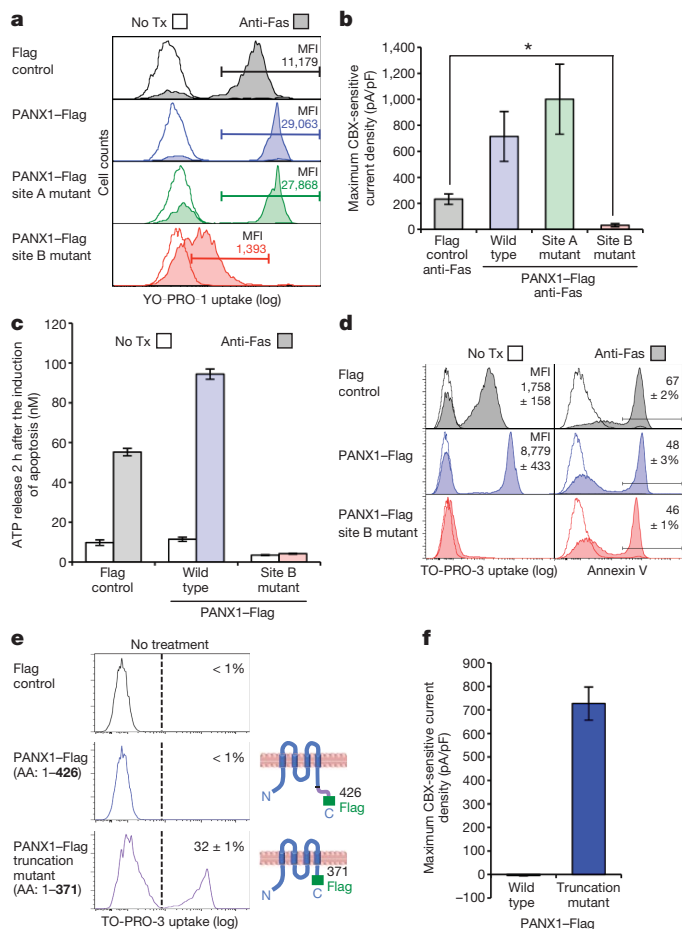 a
No Tx Anti-Fas
Flag
control
MFI
11,179
PANX1–Flag
MFI
29,063
PANX1–Flag
site A mutant
MFI
27,868
PANX1–Flag
site B mutant
MFI
1,393
Cell counts
YO-PRO-1 uptake (log)
b
Maximum CBX-sensitive
current density (pA/pF)
1,400
1,200
1,000
800
600
400
200
0
*
Flag
control
anti-Fas
Wild
type
Site A
mutant
Site B
mutant
PANX1–Flag
anti-Fas
c
No Tx Anti-Fas
ATP release 2 h after the induction
of apoptosis (nM)
120
100
80
60
40
20
0
Flag
control
Wild
type
Site B
mutant
PANX1–Flag
d
No Tx Anti-Fas
Flag
control
MFI
1,758
± 158
67
± 2%
PANX1–Flag
MFI
8,779
± 433
48
± 3%
PANX1–Flag
site B mutant
46
± 1%
TO-PRO-3 uptake (log) Annexin V
e
No treatment
Flag
control
< 1%
PANX1–Flag
(AA: 1–426)
< 1%
N
426
Flag
C
PANX1–Flag
truncation
mutant
(AA: 1–371)
32 ± 1%
N
371
Flag
C
TO-PRO-3 uptake (log)
f
Maximum CBX-sensitive current
density (pA/pF)
900
800
700
600
500
400
300
200
100
0
−100
Wild
type
Truncation
mutant
PANX1–Flag